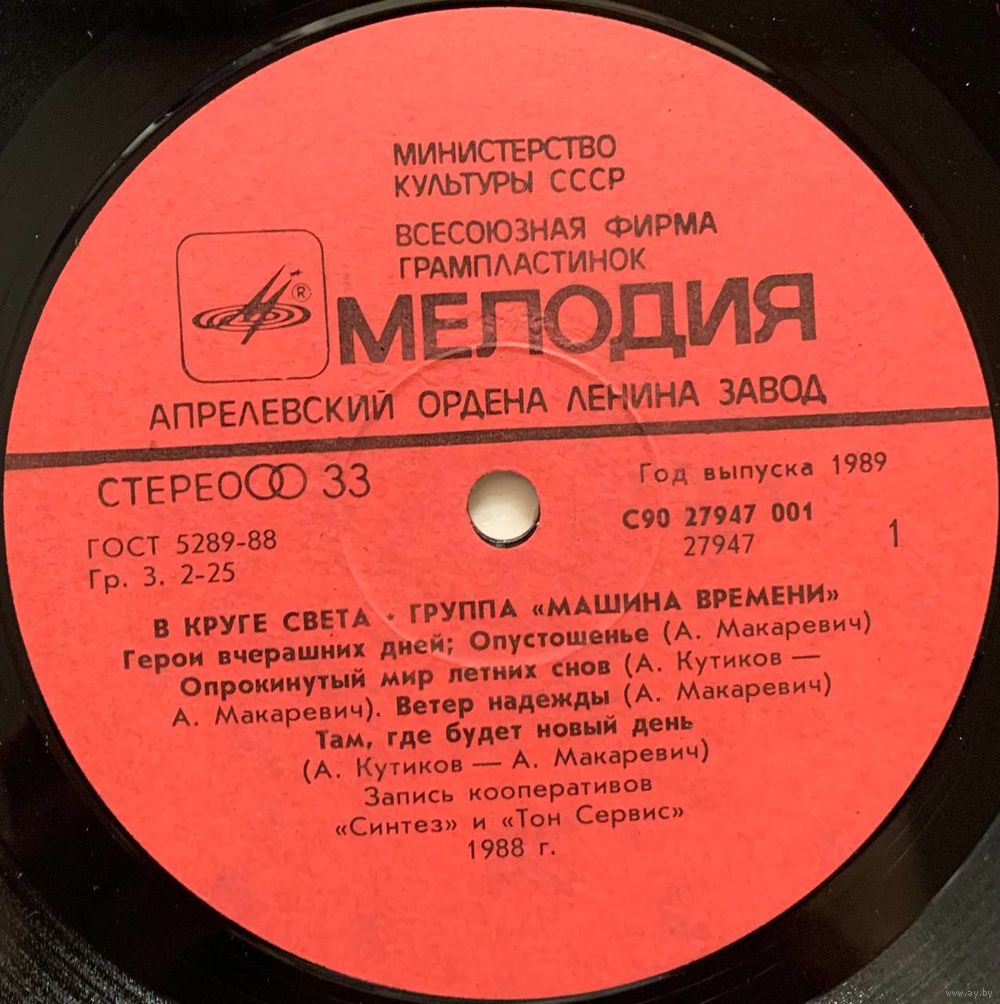 МИНИСТЕРСТВО
КУЛЬТУРЫ СССР
ВСЕСОЮЗНАЯ ФИРМА
ГРАМПЛАСТИНОК
®
МЕЛОДИЯ
АПРЕЛЕВСКИЙ ОРДЕНА ЛЕНИНА ЗАВОД
СТЕРЕО 33
Год выпуска 1989
ГОСТ 5289-88
Гр. 3. 2-25
С90 27947 001
27947
1
В КРУГЕ СВЕТА • ГРУППА «МАШИНА ВРЕМЕНИ»
Герои вчерашних дней; Опустошенье (А. Макаревич)
Опрокинутый мир летних снов (А. Кутиков —
А. Макаревич). Ветер надежды (А. Макаревич)
Там, где будет новый день
(А. Кутиков — А. Макаревич)
Запись кооперативов
«Синтез» и «Тон Сервис»
1988 г.
www.ay.by